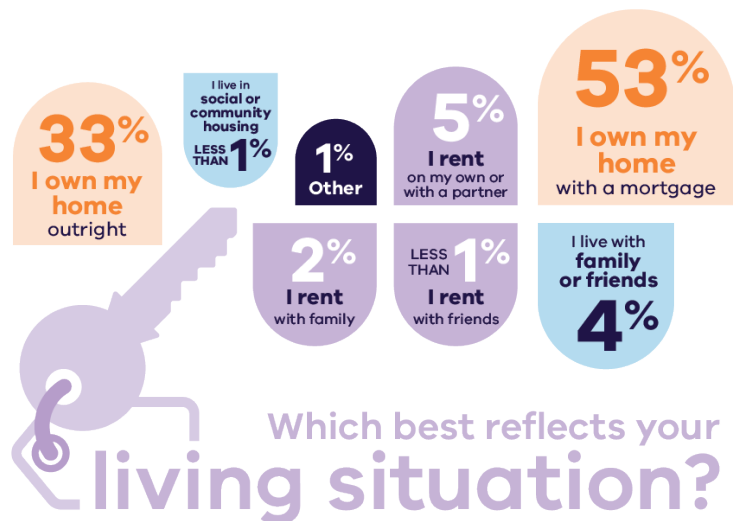 33%
I own my
home
outright
I live in
social or
community
housing
LESS
THAN 1%
1%
Other
5%
I rent
on my own or
with a partner
53%
I own my
home
with a mortgage
2%
I rent
with family
LESS
THAN 1%
I rent
with friends
I live with
family
or friends
4%
Which best reflects your
living situation?